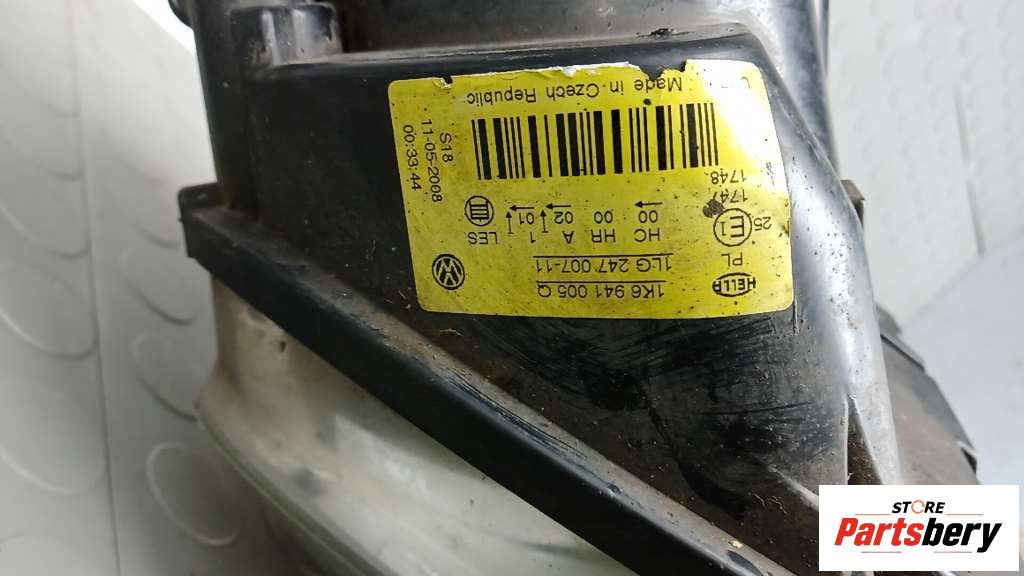 1K6 941 005 Q
HELLA
1LG 247 007-11
PL
HC
HR
A
1
LES
E1
00
00
02
01
25
1747
1748
Made in Czech Republic
S18
11-05-2008
00:33:44
STORE
Partsbery